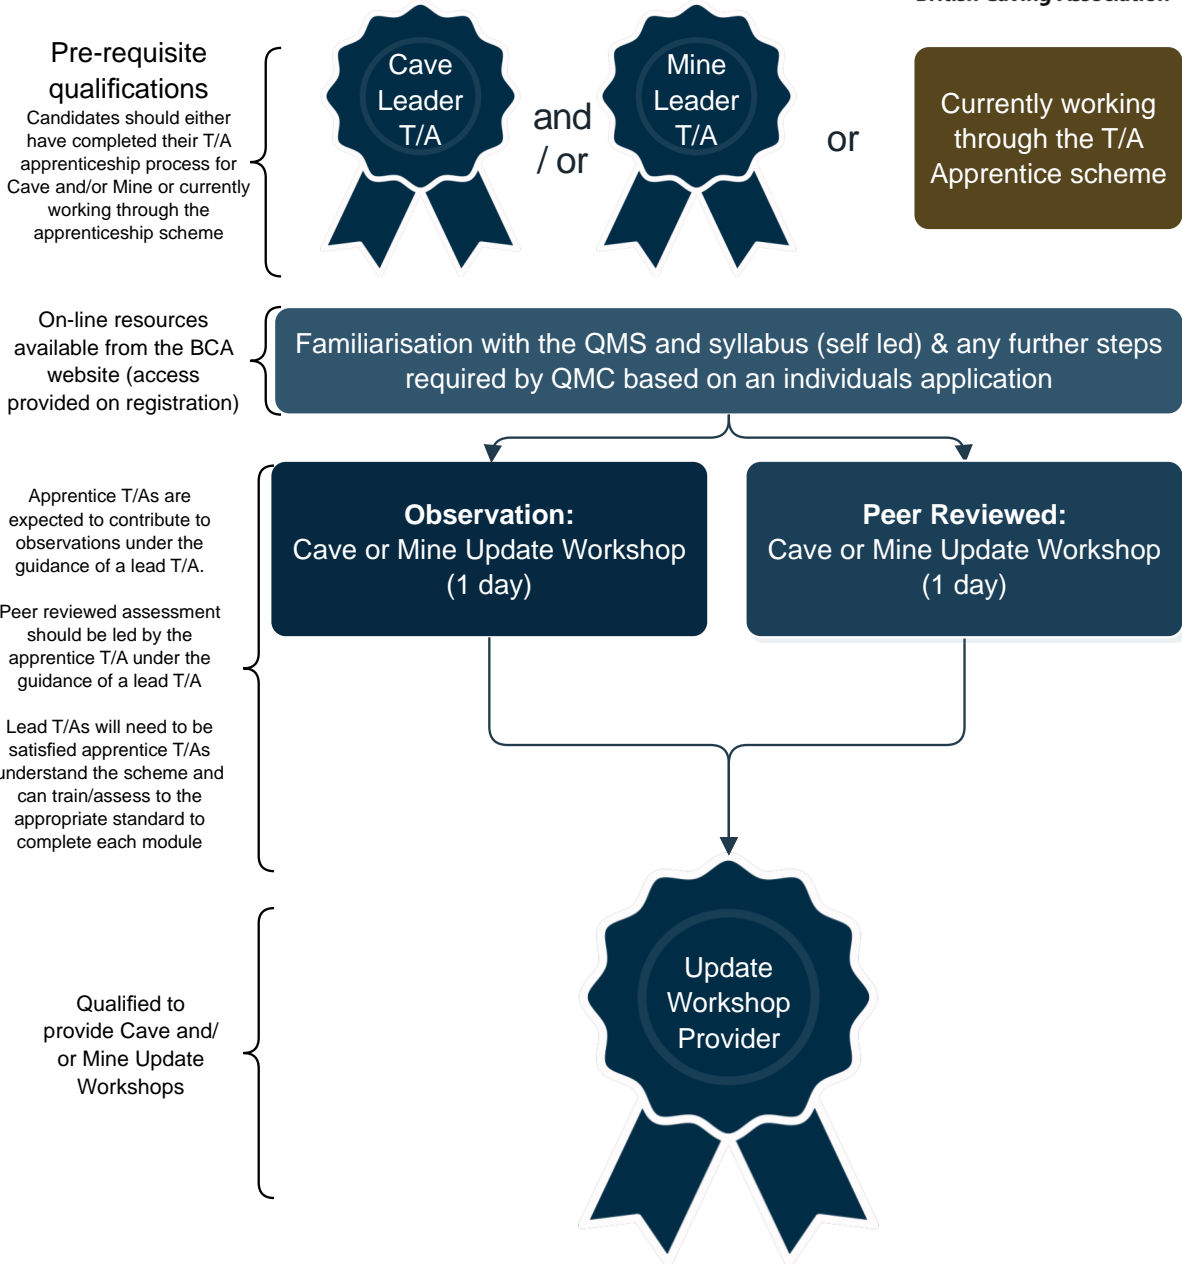 British Caving Association
Pre-requisite
qualifications
Candidates should either
have completed their T/A
apprenticeship process for
Cave and/or Mine or currently
working through the
apprenticeship scheme
Cave
Leader
T/A
and
/ or
Mine
Leader
T/A
or
Currently working
through the T/A
Apprentice scheme
On-line resources
available from the BCA
website (access
provided on registration)
Familiarisation with the QMS and syllabus (self led) & any further steps
required by QMC based on an individuals application
Apprentice T/As are
expected to contribute to
observations under the
guidance of a lead T/A.
Peer reviewed assessment
should be led by the
apprentice T/A under the
guidance of a lead T/A
Lead T/As will need to be
satisfied apprentice T/As
understand the scheme and
can train/assess to the
appropriate standard to
complete each module
Observation:
Cave or Mine Update Workshop
(1 day)
Peer Reviewed:
Cave or Mine Update Workshop
(1 day)
Qualified to
provide Cave and/
or Mine Update
Workshops
Update
Workshop
Provider